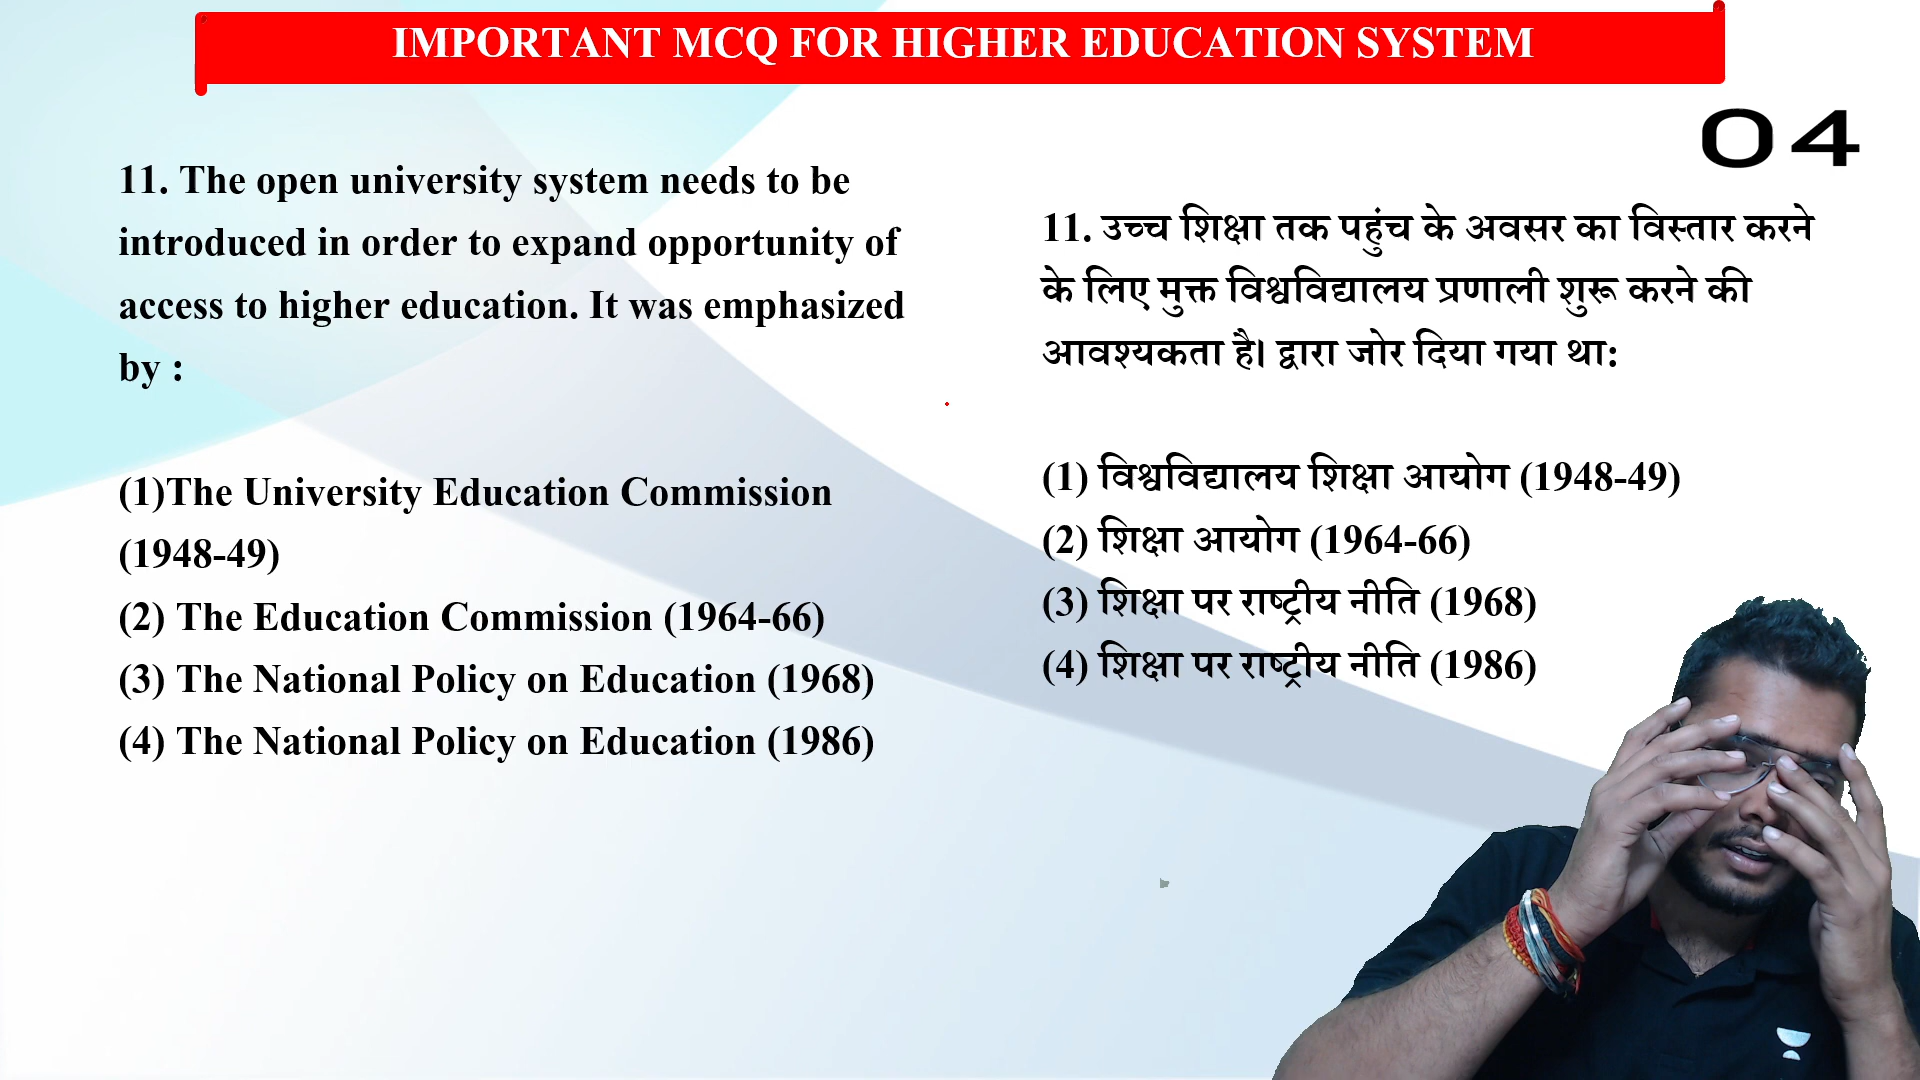 IMPORTANT MCQ FOR HIGHER EDUCATION SYSTEM
04
11. The open university system needs to be
introduced in order to expand opportunity of
access to higher education. It was emphasized
by :
(1)The University Education Commission
(1948-49)
(2) The Education Commission (1964-66)
(3) The National Policy on Education (1968)
(4) The National Policy on Education (1986)
11. उच्च शिक्षा तक पहुंच के अवसर का विस्तार करने
के लिए मुक्त विश्वविद्यालय प्रणाली शुरू करने की
आवश्यकता है। द्वारा जोर दिया गया था:
(1) विश्वविद्यालय शिक्षा आयोग (1948-49)
(2) शिक्षा आयोग (1964-66)
(3) शिक्षा पर राष्ट्रीय नीति (1968)
(4) शिक्षा पर राष्ट्रीय नीति (1986)